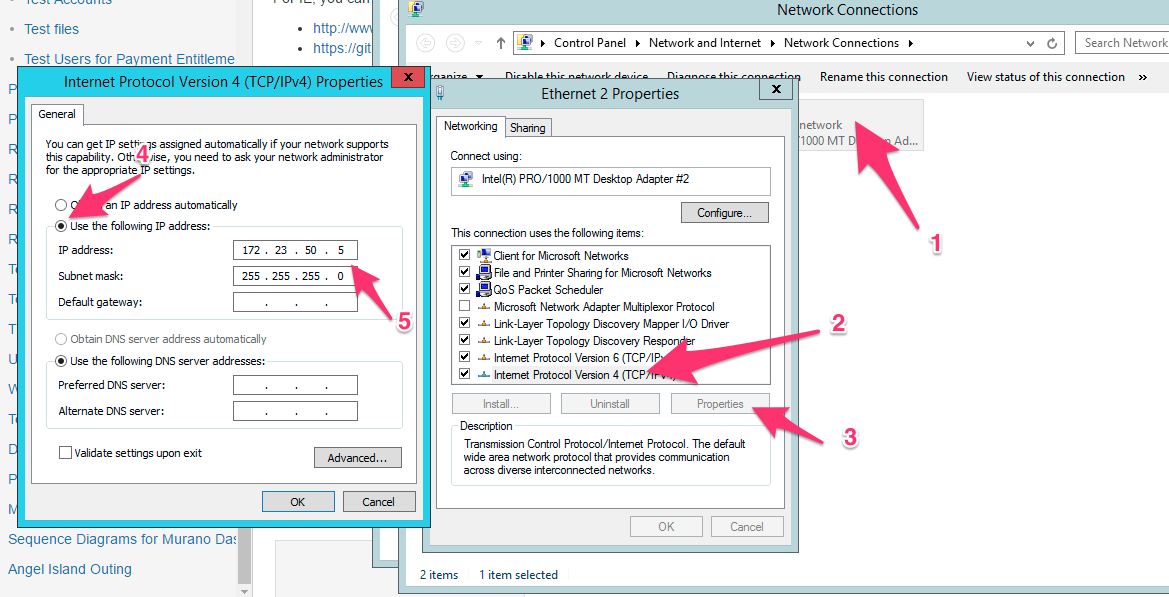 Test Accounts
Test files
Test Users for Payment Entitleme
Sequence Diagrams for Murano Das
Angel Island Outing
you can
http://www
https://git
Network Connections
Control Panel
Network and Internet
Network Connections
Search Network
Disable this network device
Diagnose this connection
Rename this connection
View status of this connection
»
network
/1000 MT Ad...
1
2 items
1 item selected
Ethernet 2 Properties
Networking
Sharing
Connect using:
Intel(R) PRO/1000 MT Desktop Adapter #2
Configure...
This connection uses the following items:
Client for Microsoft Networks
File and Printer Sharing for Microsoft Networks
QoS Packet Scheduler
Microsoft Network Adapter Multiplexor Protocol
Link-Layer Topology Discovery Mapper I/O Driver
Link-Layer Topology Discovery Responder
Internet Protocol Version 6 (TCP/IPv
Internet Protocol Version 4 (TCP/IPv4)
2
Install...
Uninstall
Properties
3
Description
Transmission Control Protocol/Internet Protocol. The default
wide area network protocol that provides communication
across diverse interconnected networks.
OK
Cancel
Internet Protocol Version 4 (TCP/IPv4) Properties
General
You can get IP settings assigned automatically if your network supports
this capability. Otherwise, you need to ask your network administrator
for the appropriate IP settings.
4
an IP address automatically
Use the following IP address:
IP address:
172 . 23 . 50 . 5
Subnet mask:
255 . 255 . 255 . 0
Default gateway:
. . .
5
Obtain DNS server address automatically
Use the following DNS server addresses:
Preferred DNS server:
. . .
Alternate DNS server:
. . .
Validate settings upon exit
Advanced...
OK
Cancel